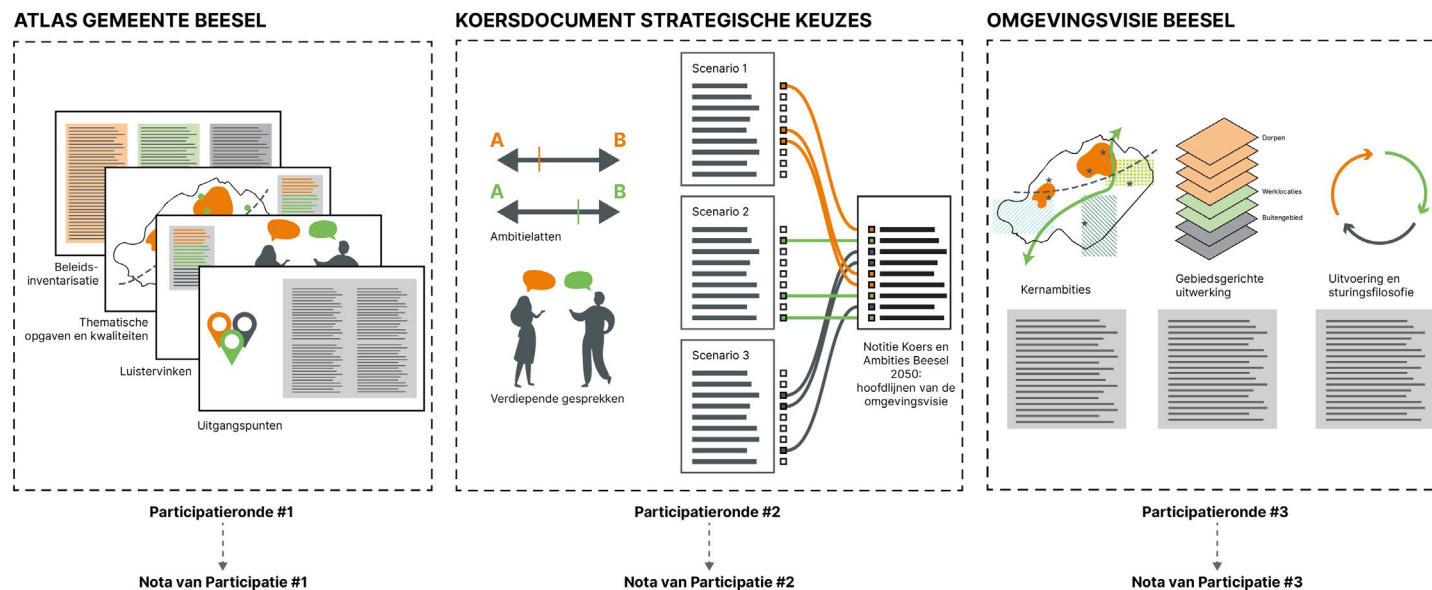 ATLAS GEMEENTE BEESEL
Beleids-
inventarisatie
Thematische
opgaven en kwaliteiten
Luistervinken
Uitgangspunten
Participatieronde #1
Nota van Participatie #1
KOERSDOCUMENT STRATEGISCHE KEUZES
A
B
A
B
Ambitielatten
Verdiepende gesprekken
Scenario 1
Scenario 2
Scenario 3
Notitie Koers en
Ambities Beesel
2050:
hoofdlijnen van de
omgevingsvisie
Participatieronde #2
Nota van Participatie #2
OMGEVINGSVISIE BEESEL
Kernambities
Dorpen
Werklocaties
Buitengebied
Gebiedsgerichte
uitwerking
Uitvoering en
sturingsfilosofie
Participatieronde #3
Nota van Participatie #3